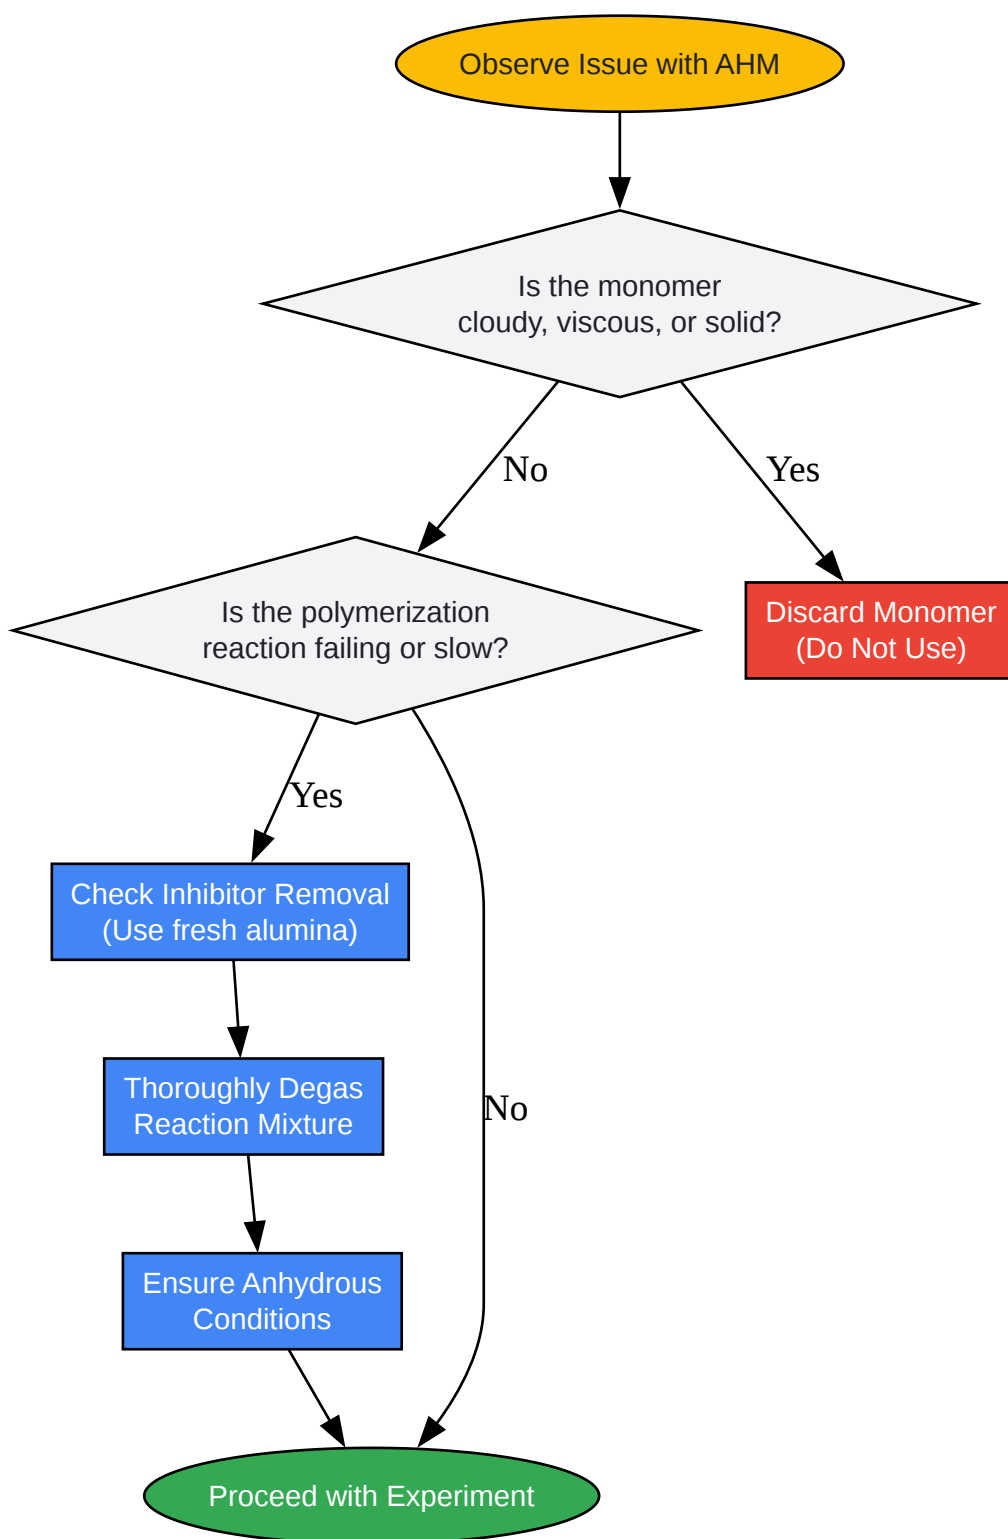 Observe Issue with AHM
Is the monomer
cloudy, viscous, or solid?
No
Yes
Is the polymerization
reaction failing or slow?
Discard Monomer
(Do Not Use)
Yes
Check Inhibitor Removal
(Use fresh alumina)
Thoroughly Degas
Reaction Mixture
No
Ensure Anhydrous
Conditions
Proceed with Experiment